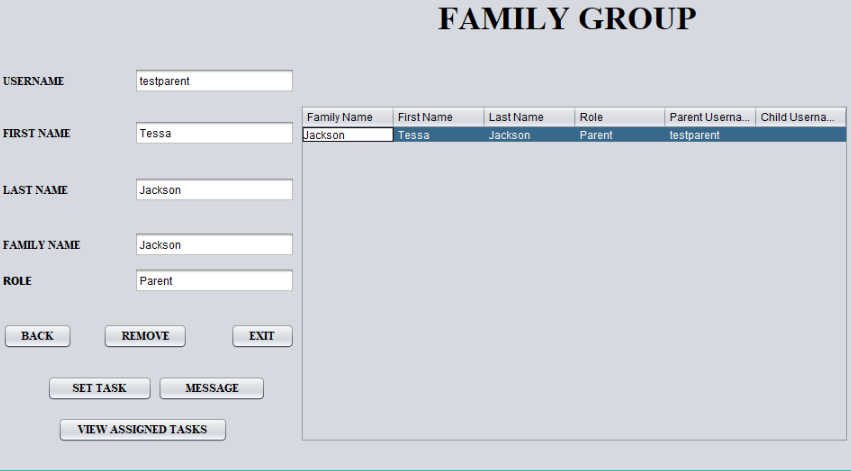 FAMILY GROUP
USERNAME testparent
FIRST NAME Tessa
LAST NAME Jackson
FAMILY NAME Jackson
ROLE Parent
BACK REMOVE EXIT
SET TASK MESSAGE
VIEW ASSIGNED TASKS
Family Name First Name Last Name Role Parent Userna... Child Userna...
Jackson Tessa Jackson Parent testparent